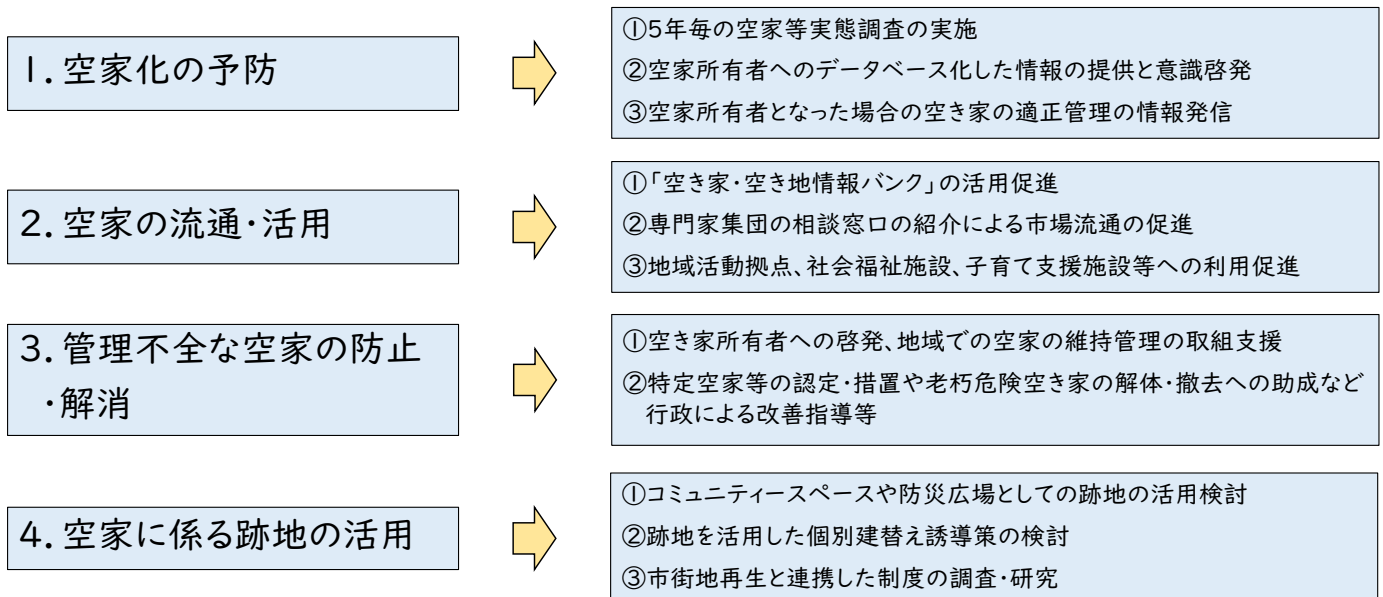 1.空家化の予防
①5年毎の空家等実態調査の実施
②空家所有者へのデータベース化した情報の提供と意識啓発
③空家所有者となった場合の空き家の適正管理の情報発信
2.空家の流通・活用
①「空き家・空き地情報バンク」の活用促進
②専門家集団の相談窓口の紹介による市場流通の促進
③地域活動拠点、社会福祉施設、子育て支援施設等への利用促進
3.管理不全な空家の防止
・解消
①空き家所有者への啓発、地域での空家の維持管理の取組支援
②特定空家等の認定・措置や老朽危険空き家の解体・撤去への助成など
行政による改善指導等
4.空家に係る跡地の活用
①コミュニティースペースや防災広場としての跡地の活用検討
②跡地を活用した個別建替え誘導策の検討
③市街地再生と連携した制度の調査・研究